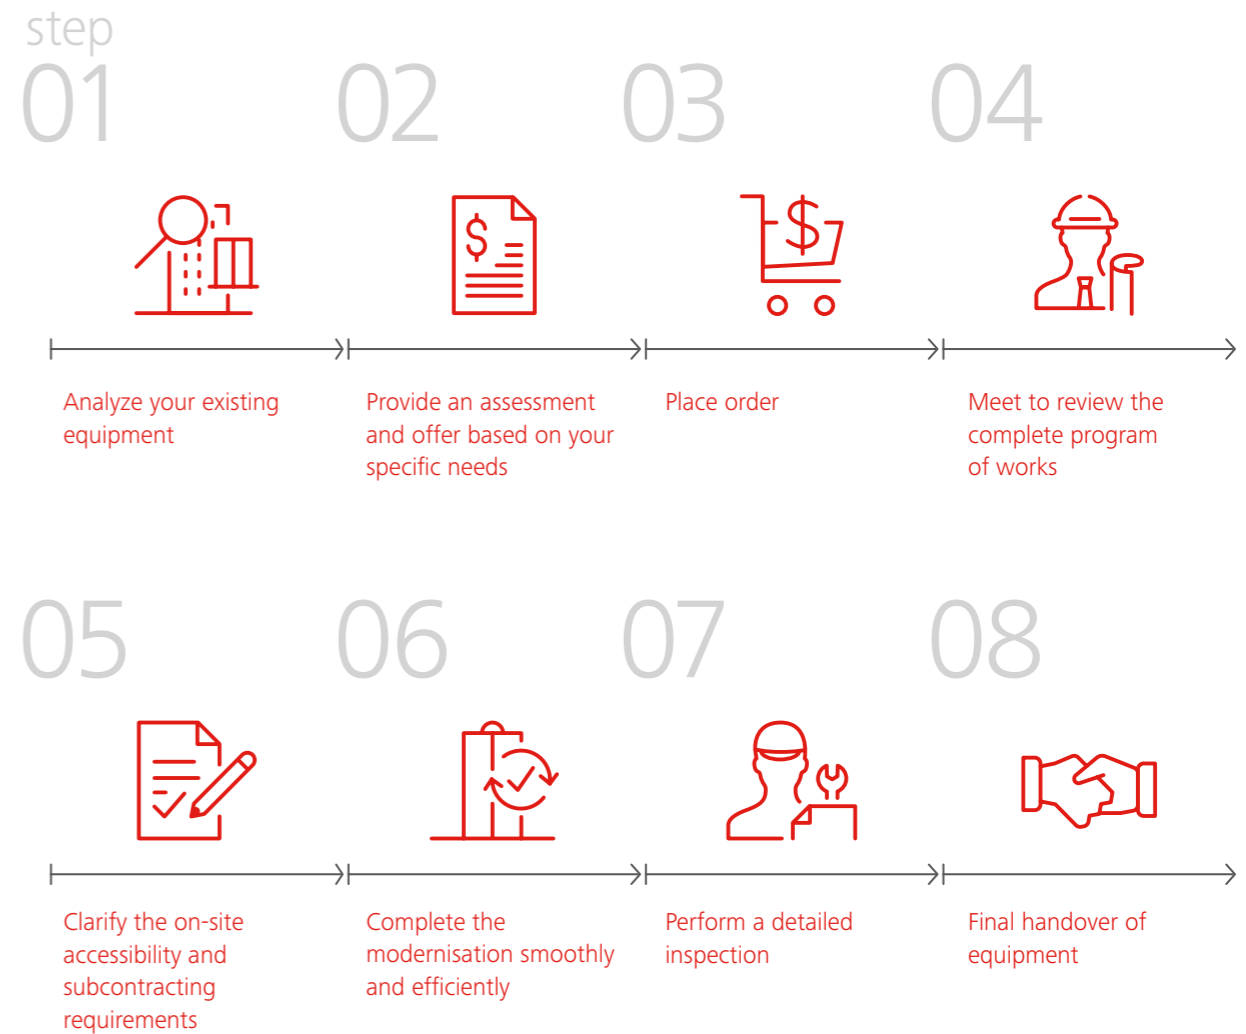 step
01
02
03
04
Analyze your existing
equipment
Provide an assessment
and offer based on your
specific needs
Place order
Meet to review the
complete program
of works
05
06
07
08
Clarify the on-site
accessibility and
subcontracting
requirements
Complete the
modernisation smoothly
and efficiently
Perform a detailed
inspection
Final handover of
equipment